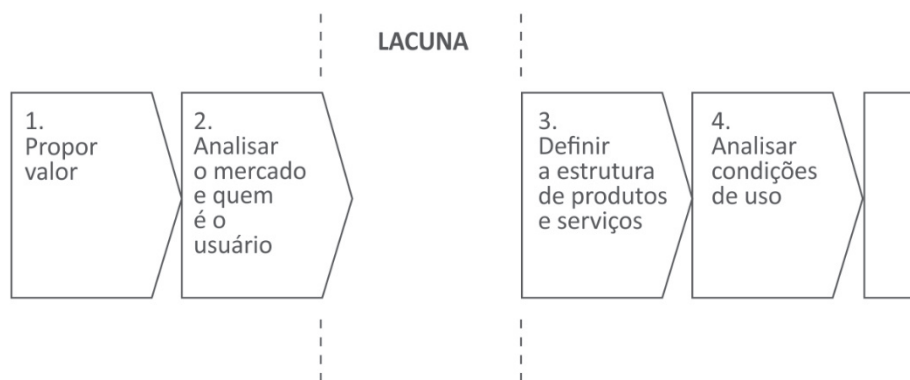 LACUNA
1.
Propor
valor
2.
Analisar
o mercado
e quem
é o
usuário
3.
Definir
a estrutura
de produtos
e serviços
4.
Analisar
condições
de uso